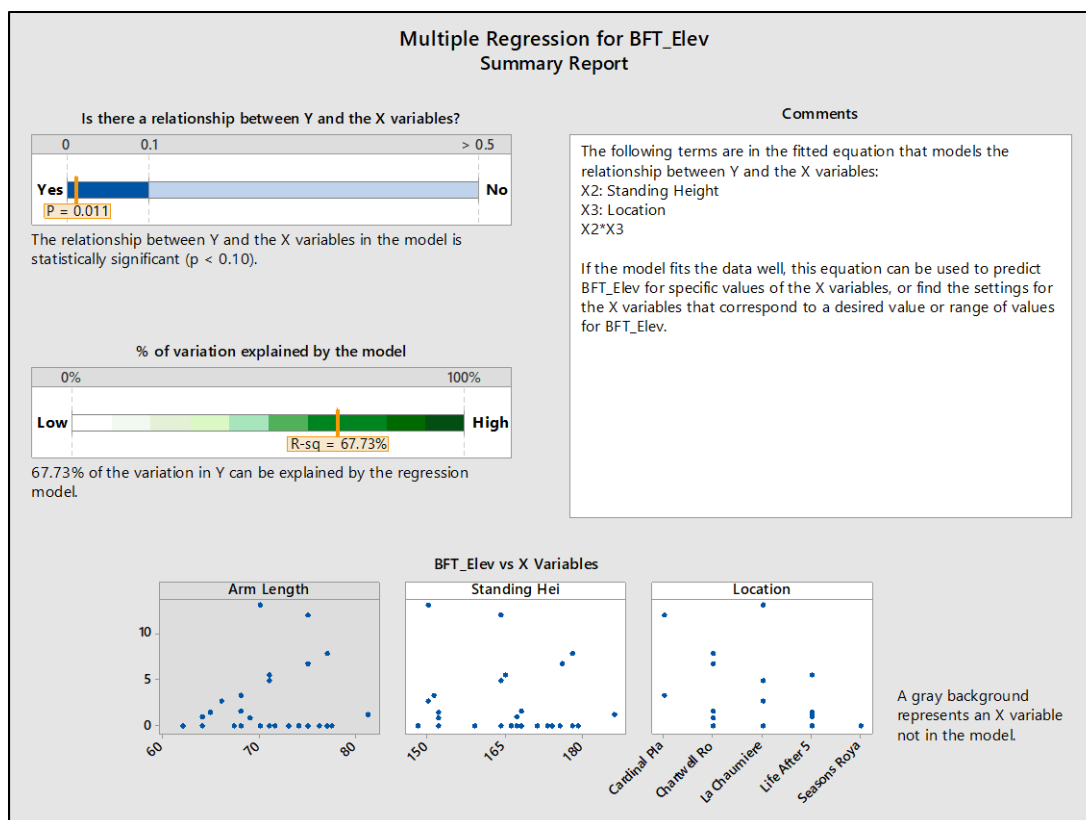 Multiple Regression for BFT_Elev
Summary Report
Is there a relationship between Y and the X variables?
0 0.1 > 0.5
Yes No
P = 0.011
The relationship between Y and the X variables in the model is
statistically significant (p < 0.10).
% of variation explained by the model
0% 100%
Low High
R-sq = 67.73%
67.73% of the variation in Y can be explained by the regression
model.
Comments
The following terms are in the fitted equation that models the
relationship between Y and the X variables:
X2: Standing Height
X3: Location
X2*X3
If the model fits the data well, this equation can be used to predict
BFT_Elev for specific values of the X variables, or find the settings for
the X variables that correspond to a desired value or range of values
for BFT_Elev.
BFT_Elev vs X Variables
Arm Length Standing Hei Location
10
5
0
60 70 80
150 165 180
Cardinal Pla
Chartwell Ro
La Chaumiere
Life After 5
Seasons Roya
A gray background
represents an X variable
not in the model.